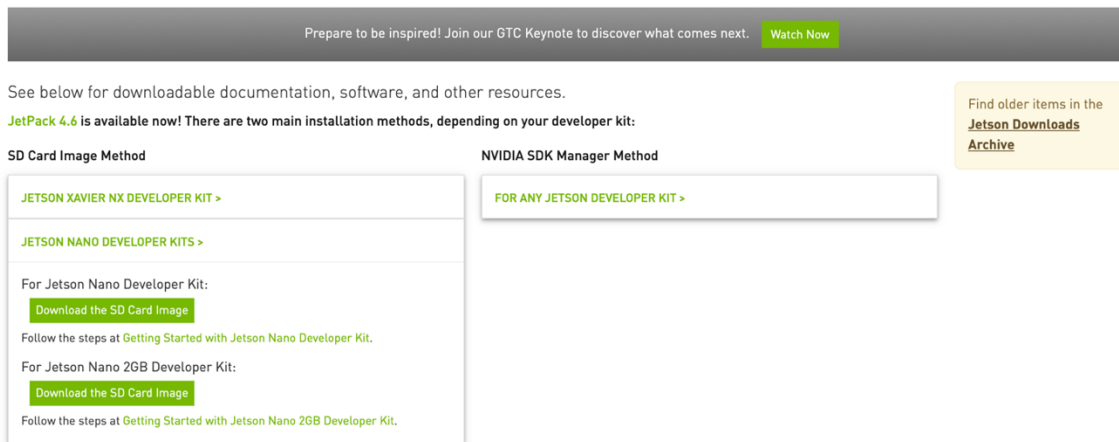 Prepare to be inspired! Join our GTC Keynote to discover what comes next. Watch Now
See below for downloadable documentation, software, and other resources.
JetPack 4.6 is available now! There are two main installation methods, depending on your developer kit:
Find older items in the
Jetson Downloads
Archive
SD Card Image Method
JETSON XAVIER NX DEVELOPER KIT >
JETSON NANO DEVELOPER KITS >
For Jetson Nano Developer Kit:
Download the SD Card Image
Follow the steps at Getting Started with Jetson Nano Developer Kit.
For Jetson Nano 2GB Developer Kit:
Download the SD Card Image
Follow the steps at Getting Started with Jetson Nano 2GB Developer Kit.
NVIDIA SDK Manager Method
FOR ANY JETSON DEVELOPER KIT >